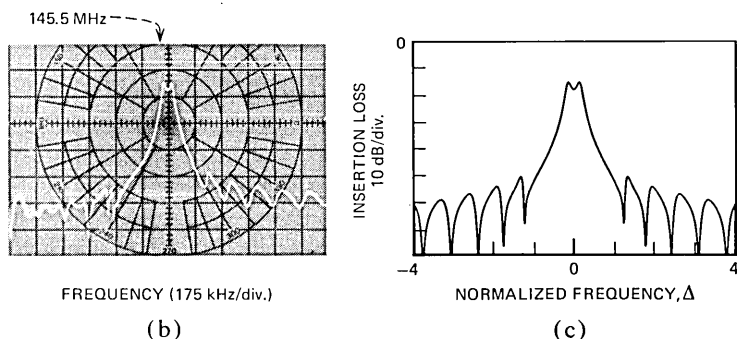 145.5 MHz
FREQUENCY (175 kHz/div.)
(b)
0
INSERTION LOSS
10 dB/div.
-4
0
4
NORMALIZED FREQUENCY, Δ
(c)